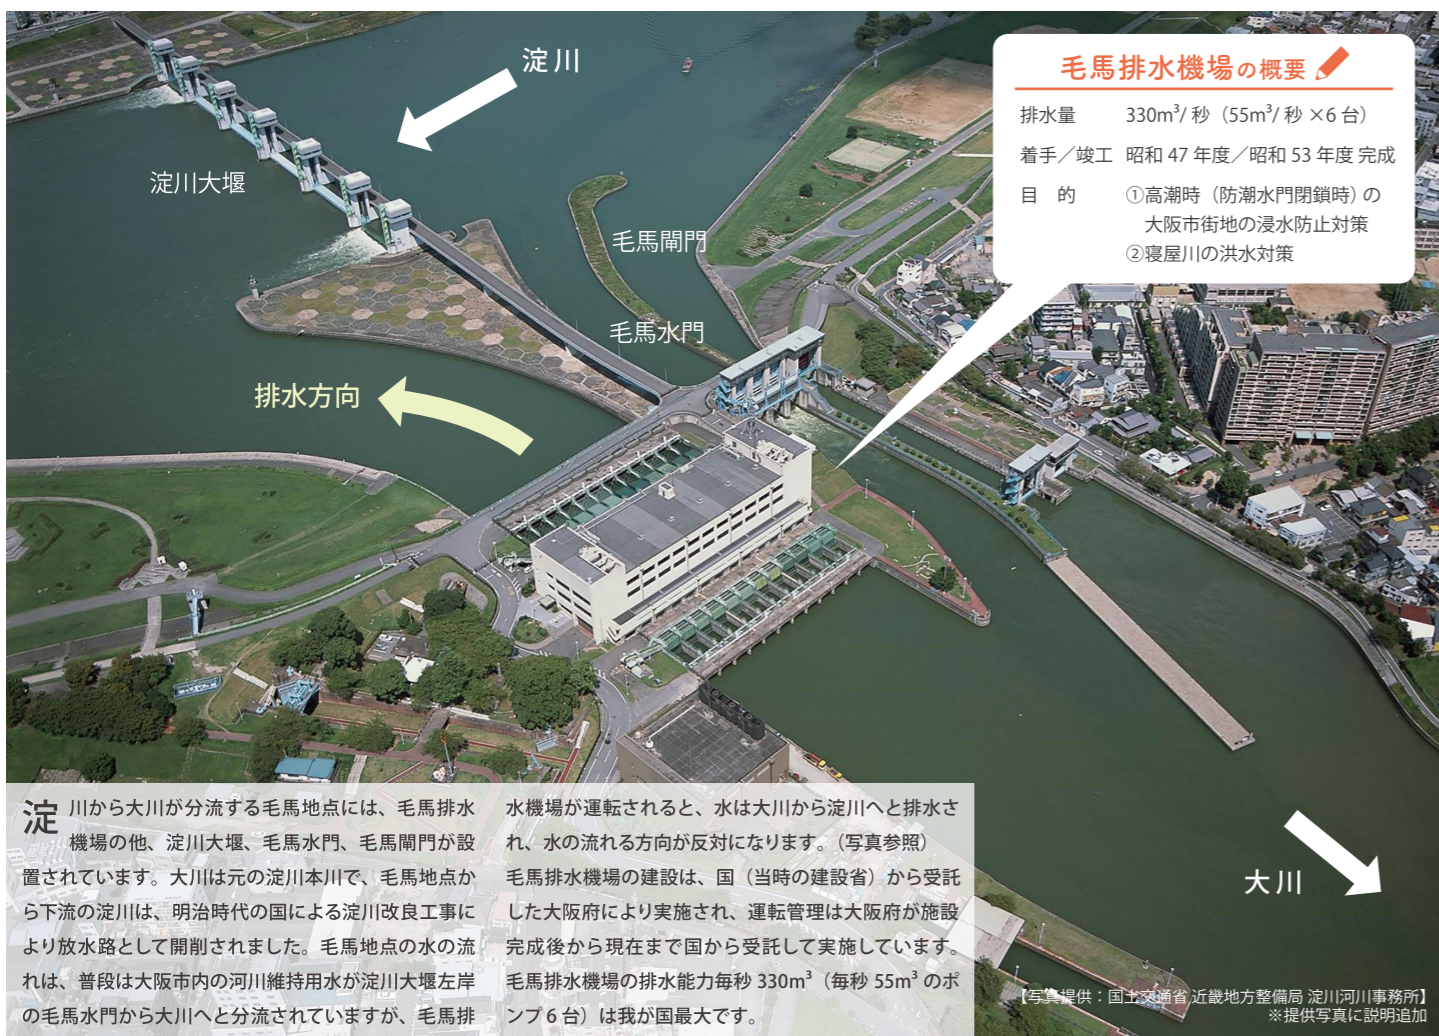 淀川
淀川大堰
毛馬閘門
毛馬水門
排水方向
毛馬排水機場の概要
排水量 330m³/ 秒（55m³/ 秒 ×6 台）
着手／竣工 昭和 47 年度／昭和 53 年度 完成
目 的 ①高潮時（防潮水門閉鎖時）の
大阪市街地の浸水防止対策
②寝屋川の洪水対策
大川
淀川から大川が分流する毛馬地点には、毛馬排水
機場の他、淀川大堰、毛馬水門、毛馬閘門が設
置されています。大川は元の淀川本川で、毛馬地点か
ら下流の淀川は、明治時代の国による淀川改良工事に
より放水路として開削されました。毛馬地点の水の流
れは、普段は大阪市内の河川維持用水が淀川大堰左岸
の毛馬水門から大川へと分流されていますが、毛馬排
水機場が運転されると、水は大川から淀川へと排水さ
れ、水の流れる方向が反対になります。（写真参照）
毛馬排水機場の建設は、国（当時の建設省）から受託
した大阪府により実施され、運転管理は大阪府が施設
完成後から現在まで国から受託して実施しています。
毛馬排水機場の排水能力毎秒 330m³（毎秒 55m³ のポ
ンプ 6 台）は我が国最大です。
【写真提供：国土交通省 近畿地方整備局 淀川河川事務所】
※提供写真に説明追加